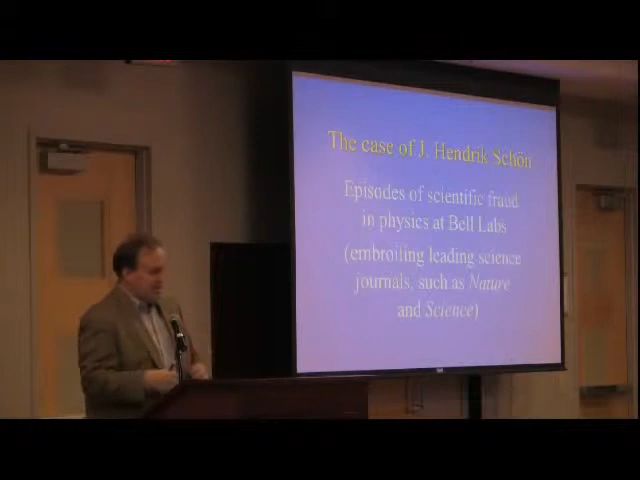 The case of J. Hendrik Schön
Episodes of scientific fraud
in physics at Bell Labs
(embroiling leading science
journals, such as Nature
and Science)